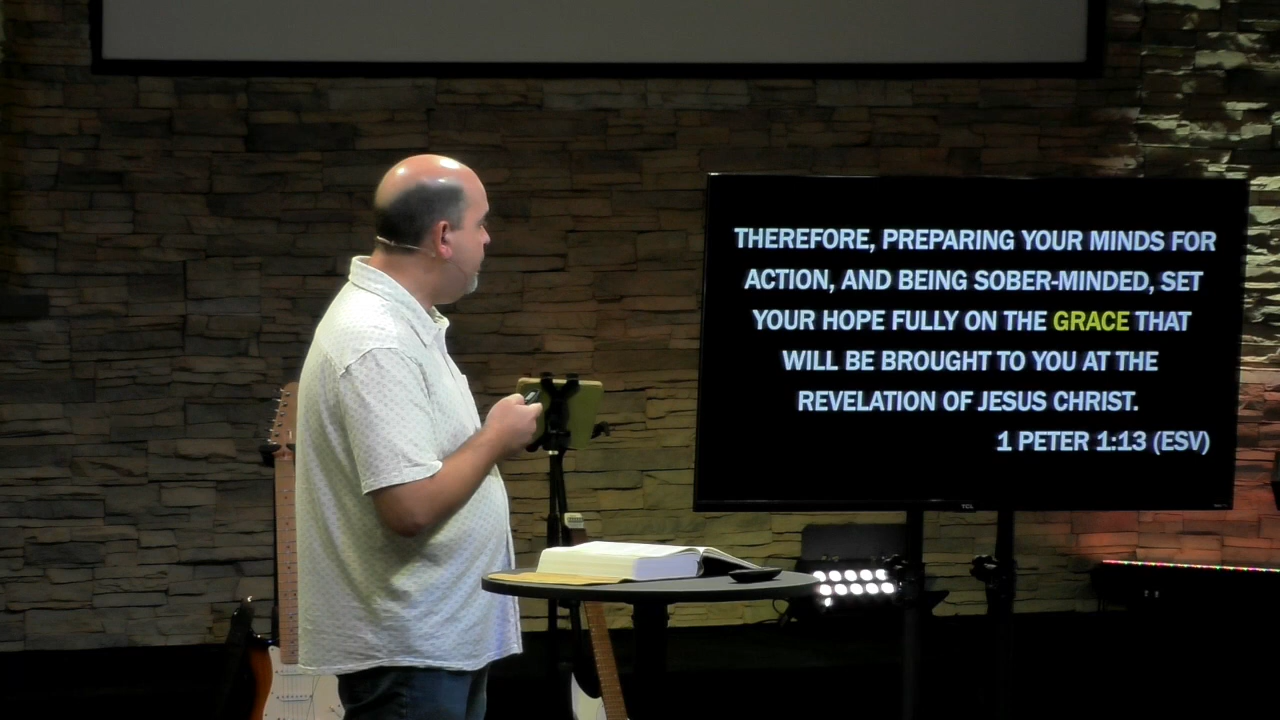 THEREFORE, PREPARING YOUR MINDS FOR
ACTION, AND BEING SOBER-MINDED, SET
YOUR HOPE FULLY ON THE GRACE THAT
WILL BE BROUGHT TO YOU AT THE
REVELATION OF JESUS CHRIST.
1 PETER 1:13 (ESV)
TCL